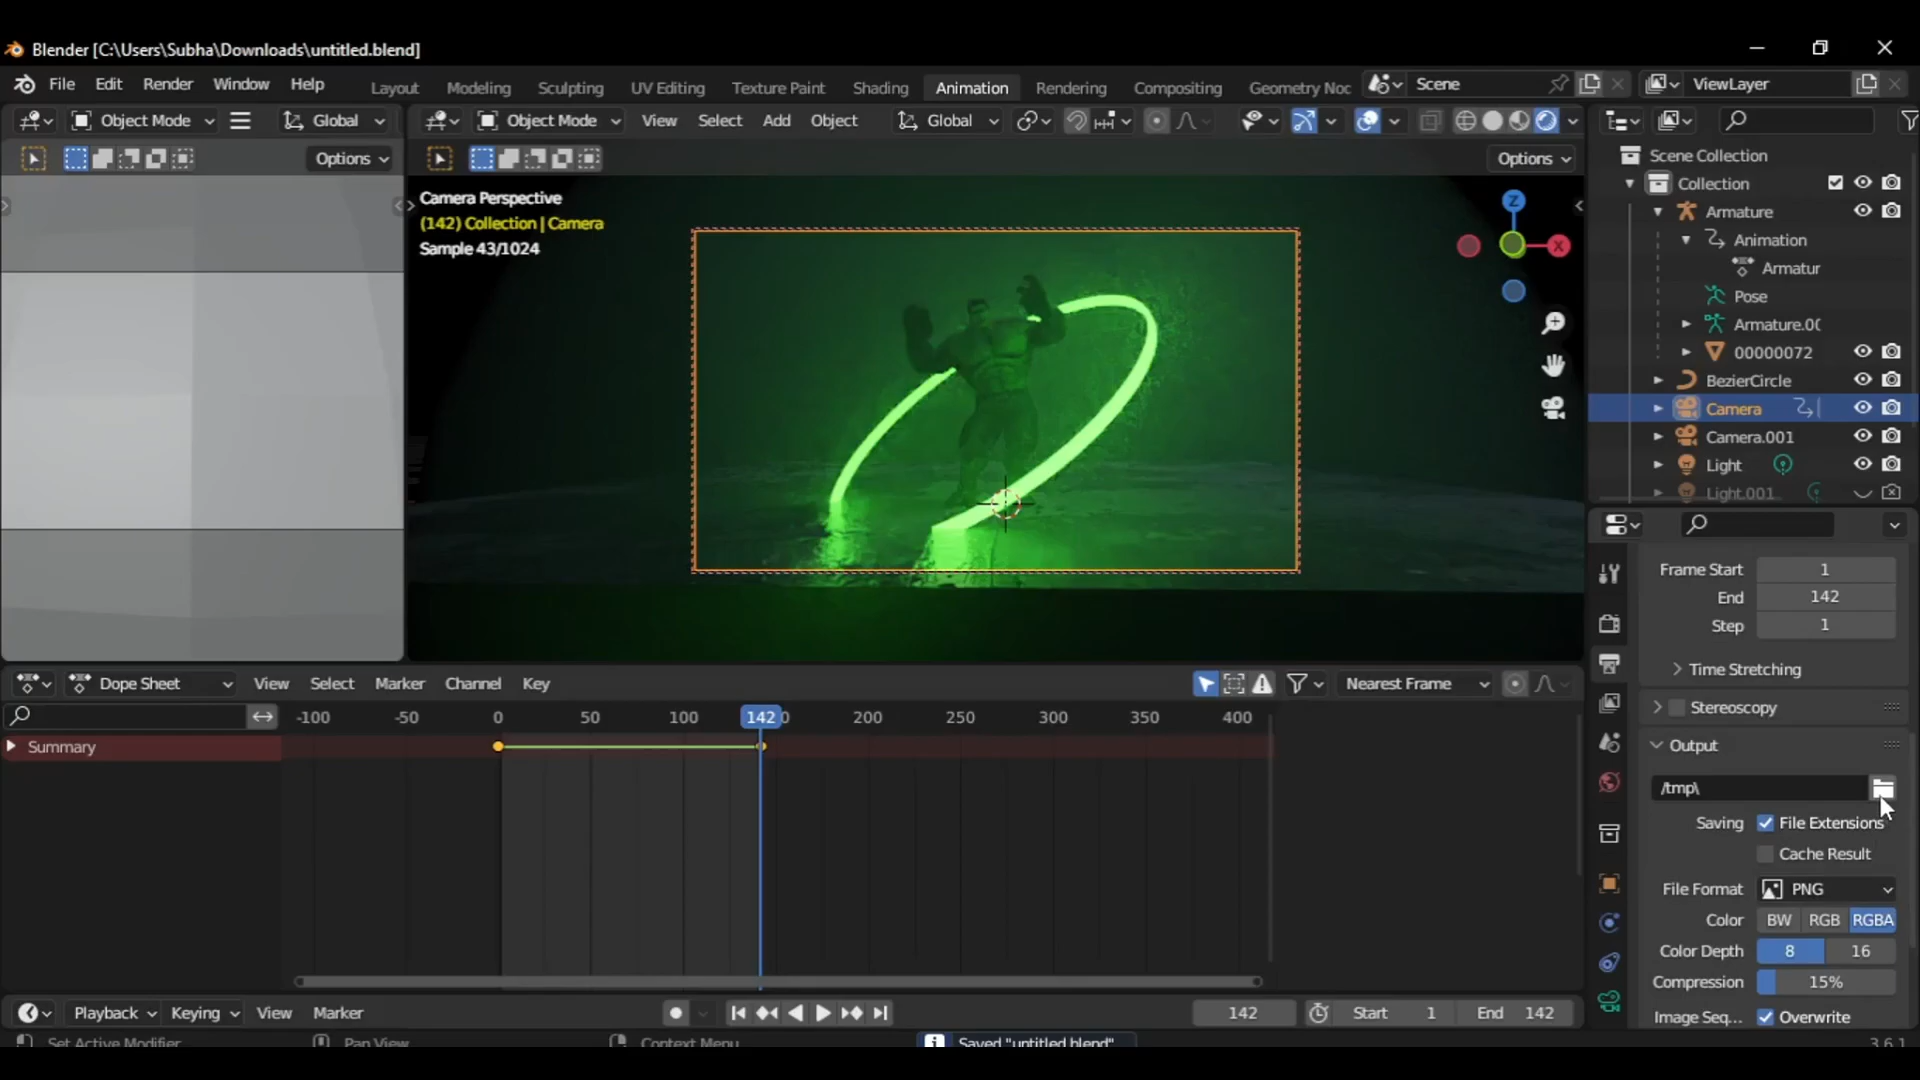 Blender [C:\Users\Subha\Downloads\untitled.blend]
File Edit Render Window Help Layout Modeling Sculpting UV Editing Texture Paint Shading Animation Rendering Compositing Geometry Noc Scene ViewLayer
Object Mode Global Object Mode View Select Add Object Global
Options Options
Camera Perspective
(142) Collection | Camera
Sample 43/1024
Z
X
Scene Collection
Collection
Armature
Animation
Armatur
Pose
Armature.0(
00000072
BezierCircle
Camera
Camera.001
Light
Light.001
Frame Start 1
End 142
Step 1
Time Stretching
Stereoscopy
Output
/tmp\
Saving File Extensions
Cache Result
File Format PNG
Color BW RGB RGBA
Color Depth 8 16
Compression 15%
Image Seq... Overwrite
Dope Sheet View Select Marker Channel Key Nearest Frame
-100 -50 0 50 100 142 0 200 250 300 350 400
Summary
Playback Keying View Marker 142 Start 1 End 142
Set Active Modifier Pan View Context Menu Saved "untitled.blend" 3.6.1